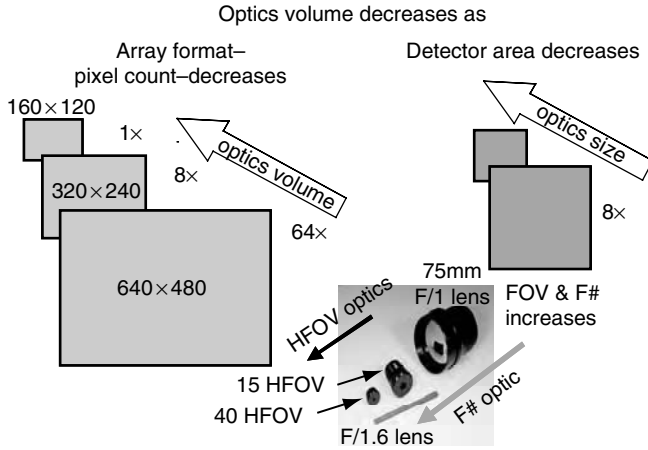 Optics volume decreases as
Array format–
pixel count–decreases
Detector area decreases
160×120
1×
optics volume
optics size
320×240
8×
64×
8×
640×480
75mm
F/1 lens
FOV & F#
increases
HFOV optics
15 HFOV
40 HFOV
F# optic
F/1.6 lens